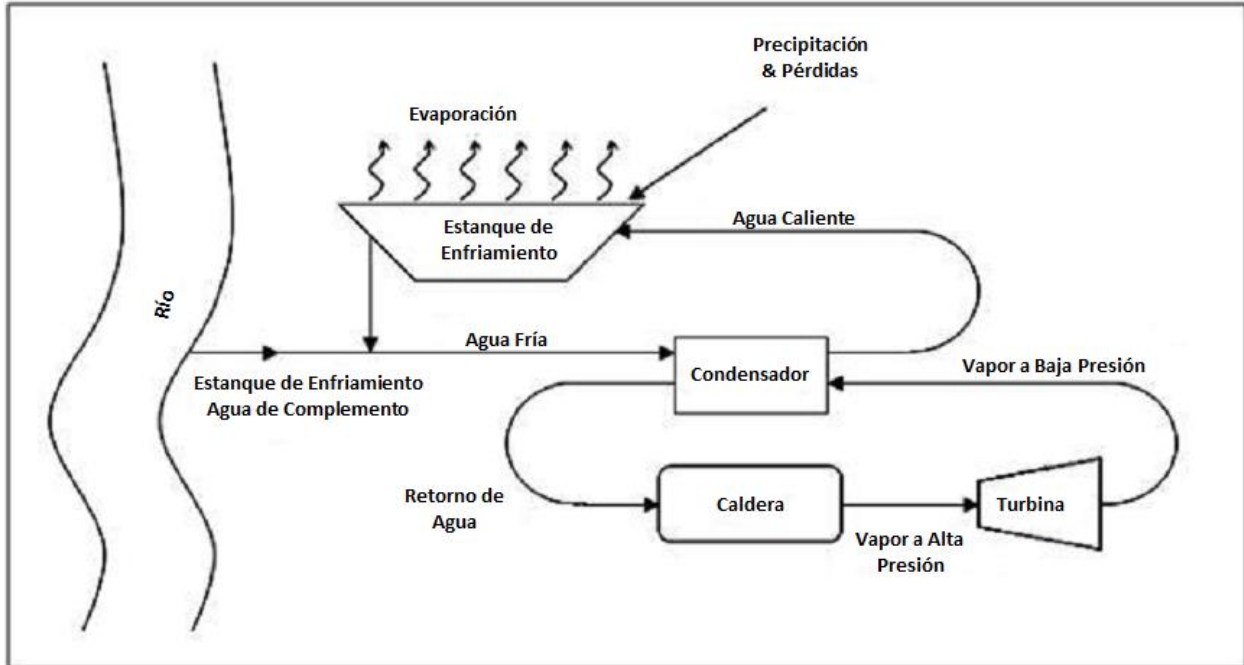 Precipitación
& Pérdidas
Evaporación
Estanque de
Enfriamiento
Agua Caliente
Río
Agua Fría
Estanque de Enfriamiento
Agua de Complemento
Condensador
Vapor a Baja Presión
Retorno de
Agua
Caldera
Vapor a Alta
Presión
Turbina